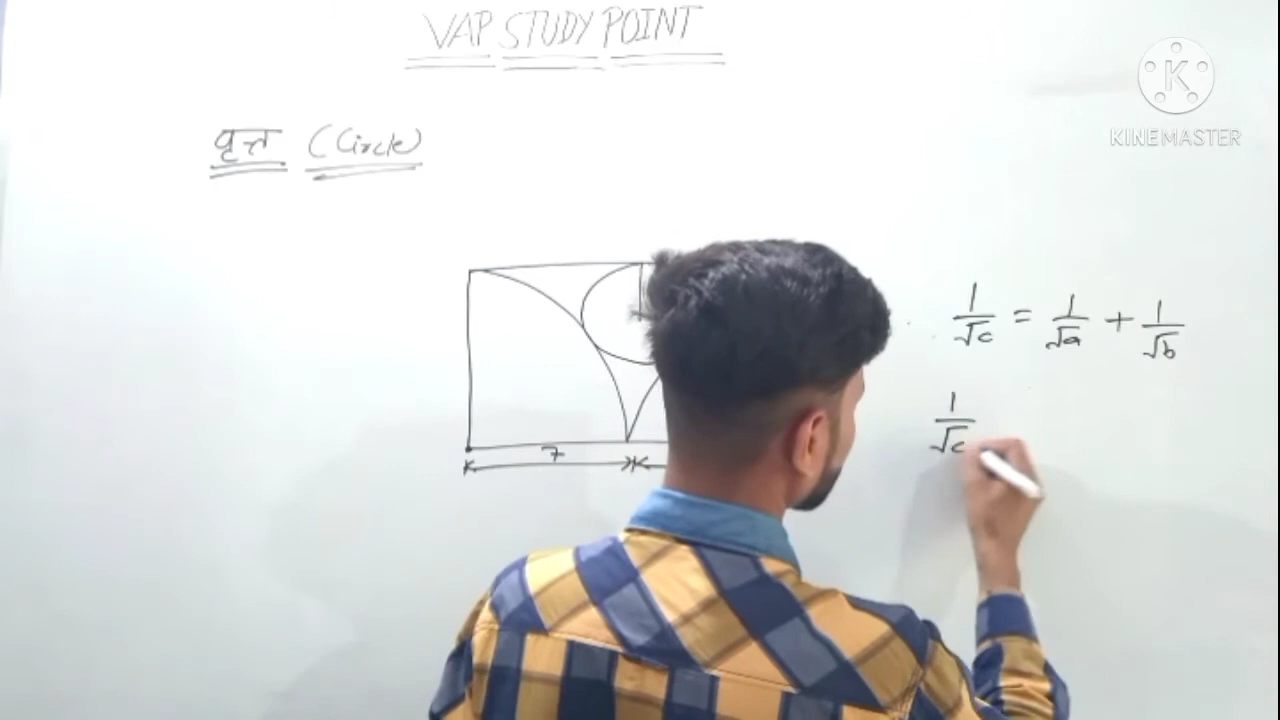 VAP STUDY POINT
K
KINEMASTER
वृत्त (Circle)
1/√c = 1/√a + 1/√b
1/√c
7